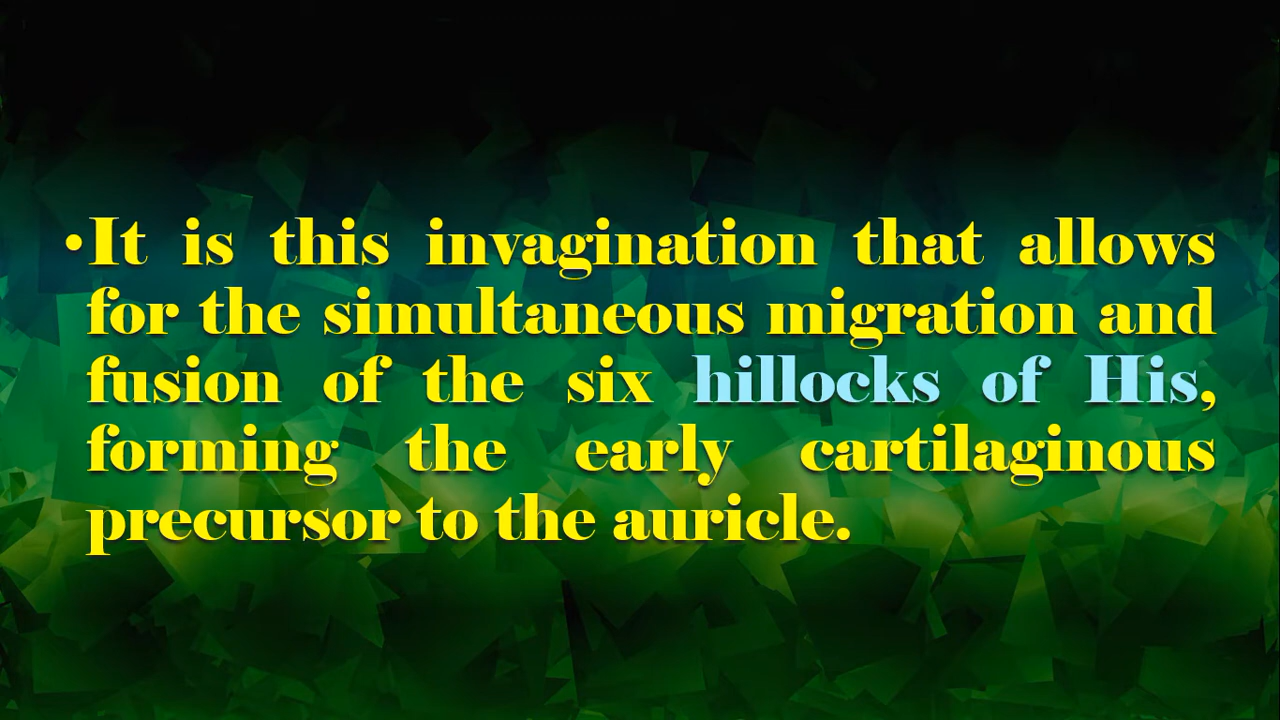 •It is this invagination that allows
for the simultaneous migration and
fusion of the six hillocks of His,
forming the early cartilaginous
precursor to the auricle.